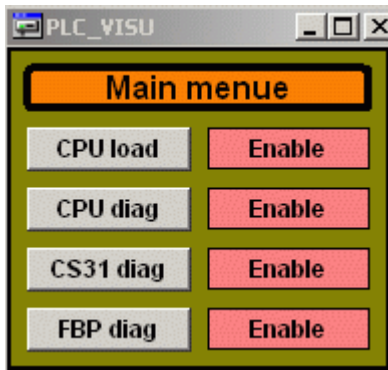 PLC_VISU
Main menue
CPU load Enable
CPU diag Enable
CS31 diag Enable
FBP diag Enable